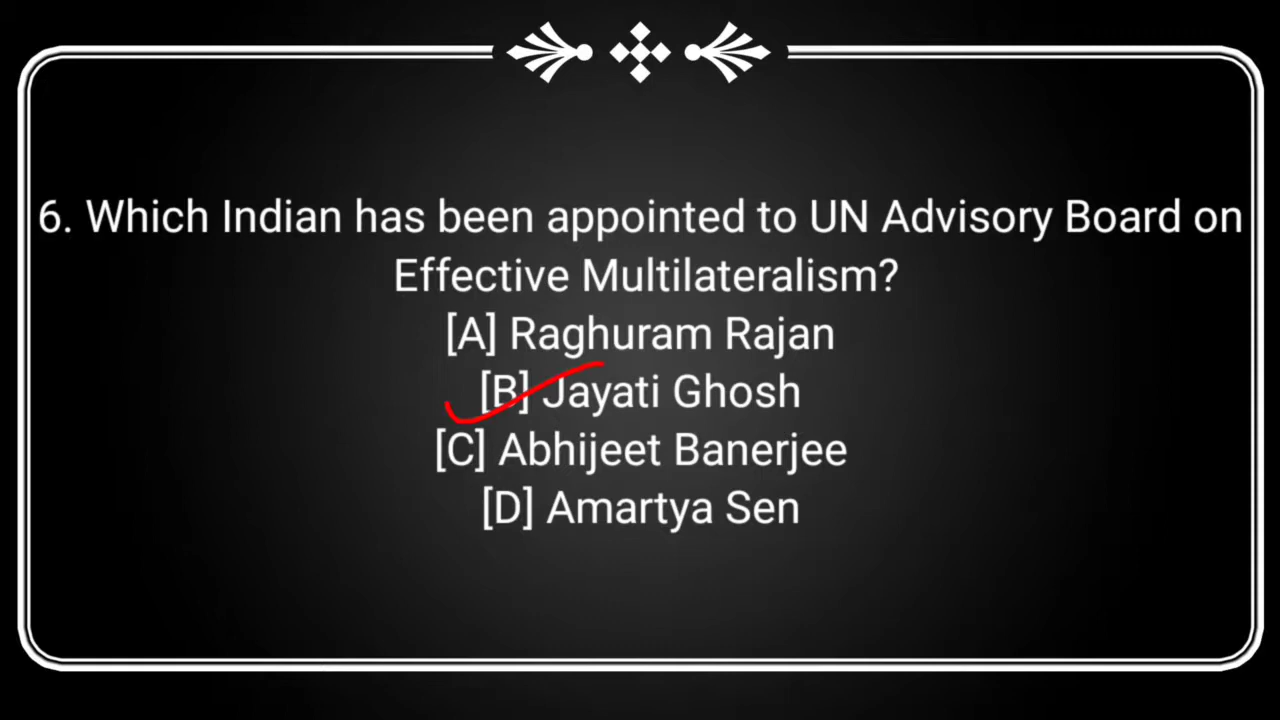 6. Which Indian has been appointed to UN Advisory Board on
Effective Multilateralism?
[A] Raghuram Rajan
[B] Jayati Ghosh
[C] Abhijeet Banerjee
[D] Amartya Sen